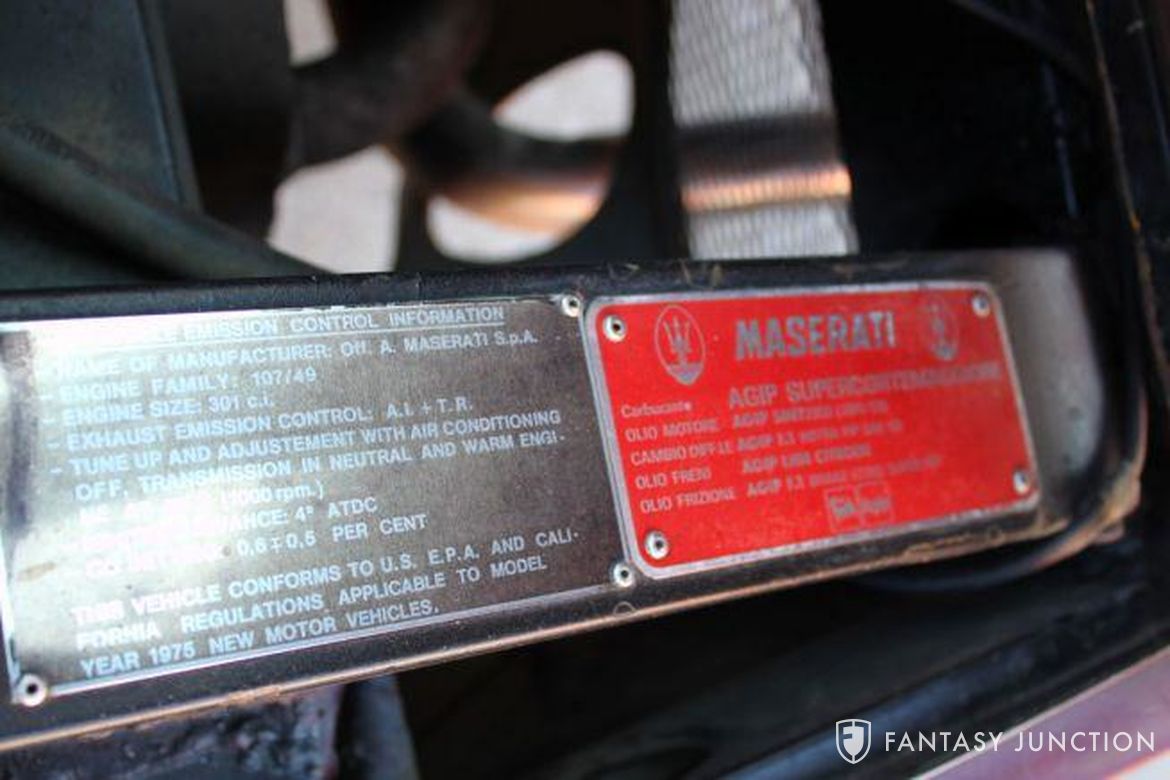 EMISSION CONTROL INFORMATION
NAME OF MANUFACTURER: Off. A. MASERATI S.p.A.
- ENGINE FAMILY: 107/49
- ENGINE SIZE: 301 c.i.
- EXHAUST EMISSION CONTROL: A.I. + T.R.
- TUNE UP AND ADJUSTEMENT WITH AIR CONDITIONING
OFF, TRANSMISSION IN NEUTRAL AND WARM ENGI-
(1000 rpm.)
4° ATDC
0,6 ∓ 0,5 PER CENT
THIS VEHICLE CONFORMS TO U.S. E.P.A. AND CALI-
FORNIA REGULATIONS APPLICABLE TO MODEL
YEAR 1975 NEW MOTOR VEHICLES.
MASERATI
Carburante AGIP
OLIO MOTORE AGIP
CAMBIO DIFF.LE AGIP
OLIO FRENI AGIP
OLIO FRIZIONE AGIP
FANTASY JUNCTION